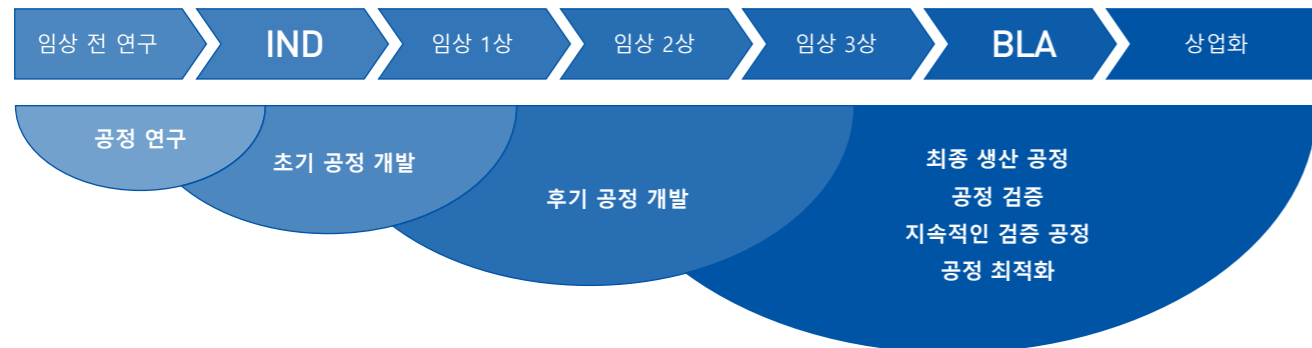 임상 전 연구
IND
임상 1상
임상 2상
임상 3상
BLA
상업화
공정 연구
초기 공정 개발
후기 공정 개발
최종 생산 공정
공정 검증
지속적인 검증 공정
공정 최적화